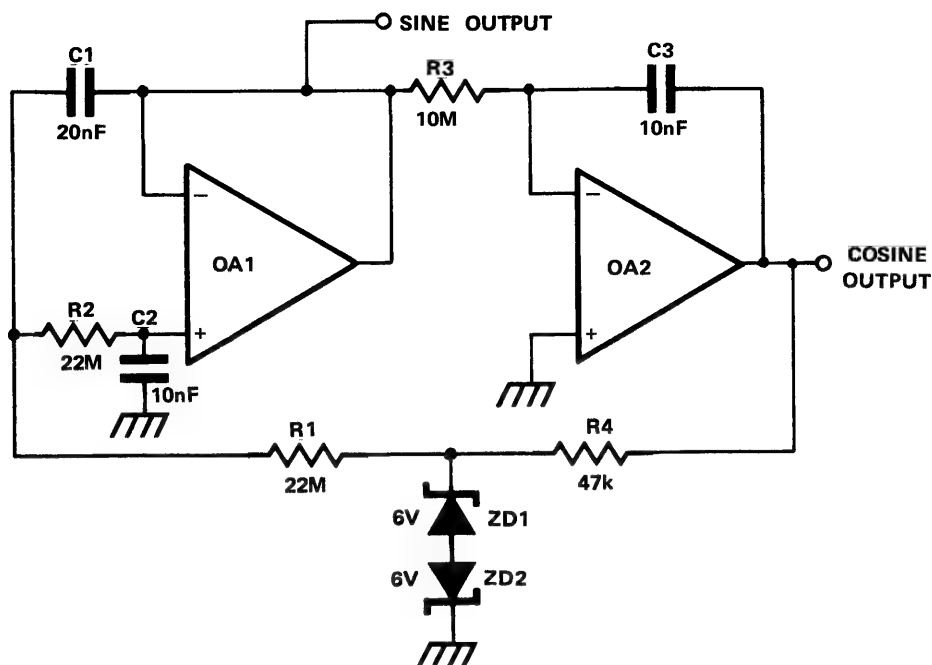 SINE OUTPUT
C1
20nF
R3
10M
C3
10nF
−
OA1
+
−
OA2
+
COSINE
OUTPUT
R2
22M
C2
10nF
R1
22M
R4
47k
6V
ZD1
6V
ZD2